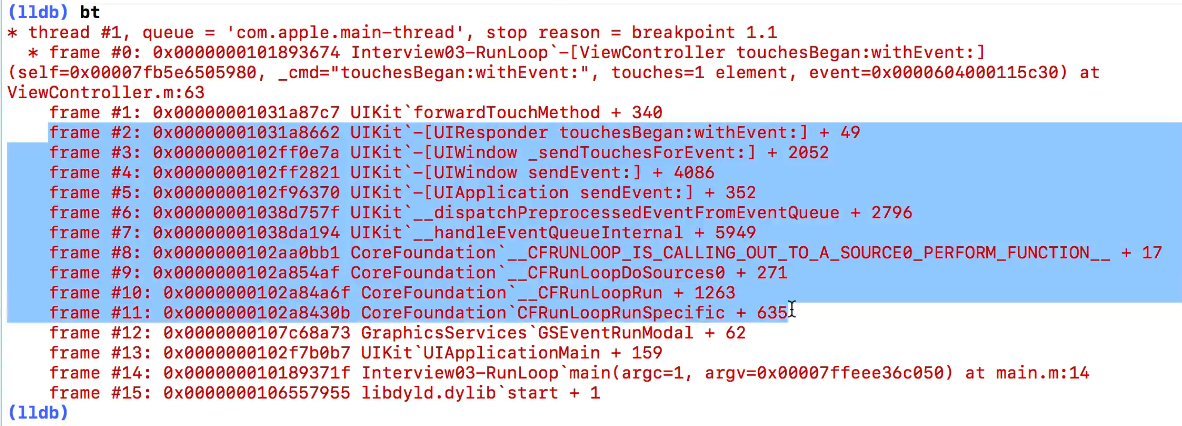 (lldb) bt
* thread #1, queue = 'com.apple.main-thread', stop reason = breakpoint 1.1
* frame #0: 0x0000000101893674 Interview03-RunLoop`-[ViewController touchesBegan:withEvent:]
(self=0x00007fb5e6505980, _cmd="touchesBegan:withEvent:", touches=1 element, event=0x0000604000115c30) at
ViewController.m:63
frame #1: 0x00000001031a87c7 UIKit`forwardTouchMethod + 340
frame #2: 0x00000001031a8662 UIKit`-[UIResponder touchesBegan:withEvent:] + 49
frame #3: 0x0000000102ff0e7a UIKit`-[UIWindow _sendTouchesForEvent:] + 2052
frame #4: 0x0000000102ff2821 UIKit`-[UIWindow sendEvent:] + 4086
frame #5: 0x0000000102f96370 UIKit`-[UIApplication sendEvent:] + 352
frame #6: 0x00000001038d757f UIKit`__dispatchPreprocessedEventFromEventQueue + 2796
frame #7: 0x00000001038da194 UIKit`__handleEventQueueInternal + 5949
frame #8: 0x0000000102aa0bb1 CoreFoundation`__CFRUNLOOP_IS_CALLING_OUT_TO_A_SOURCE0_PERFORM_FUNCTION__ + 17
frame #9: 0x0000000102a854af CoreFoundation`__CFRunLoopDoSources0 + 271
frame #10: 0x0000000102a84a6f CoreFoundation`__CFRunLoopRun + 1263
frame #11: 0x0000000102a8430b CoreFoundation`CFRunLoopRunSpecific + 635
frame #12: 0x0000000107c68a73 GraphicsServices`GSEventRunModal + 62
frame #13: 0x0000000102f7b0b7 UIKit`UIApplicationMain + 159
frame #14: 0x000000010189371f Interview03-RunLoop`main(argc=1, argv=0x00007ffeee36c050) at main.m:14
frame #15: 0x0000000106557955 libdyld.dylib`start + 1
(lldb)